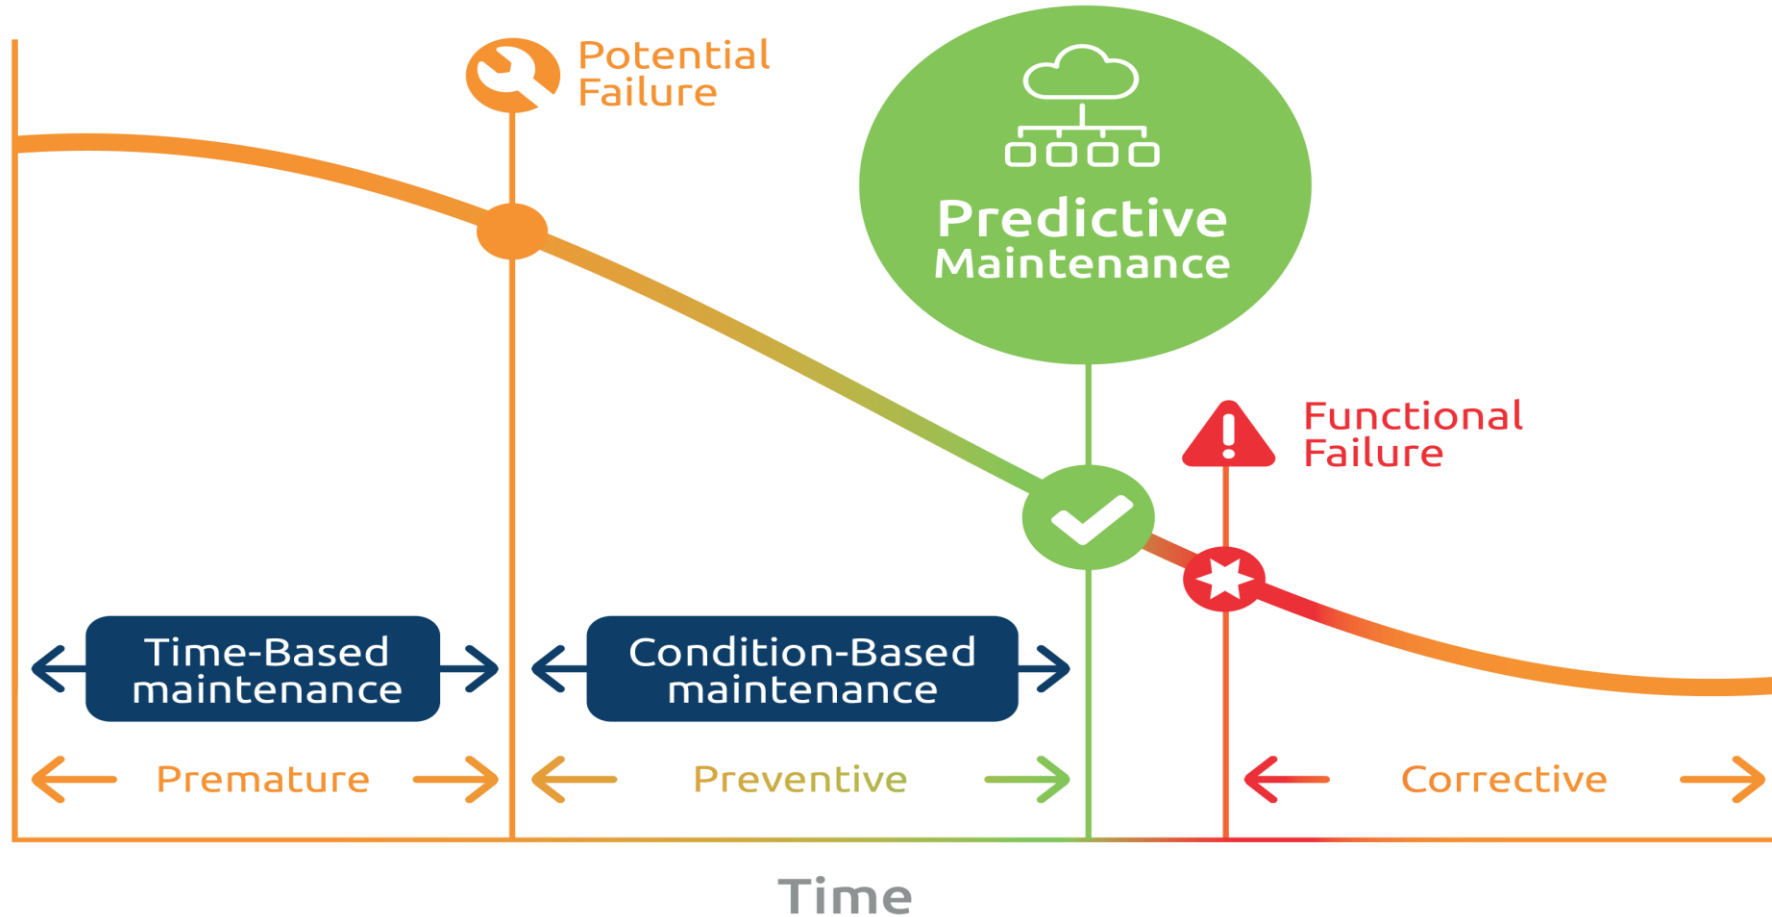 Potential
Failure
Predictive
Maintenance
Functional
Failure
Time-Based
maintenance
Condition-Based
maintenance
Premature
Preventive
Corrective
Time